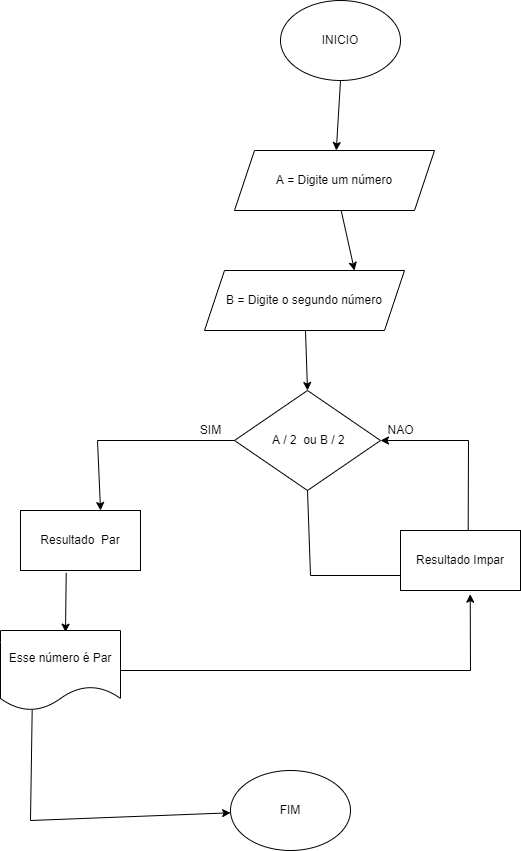 INICIO
A = Digite um número
B = Digite o segundo número
SIM
A / 2 ou B / 2
NAO
Resultado Par
Resultado Impar
Esse número é Par
FIM